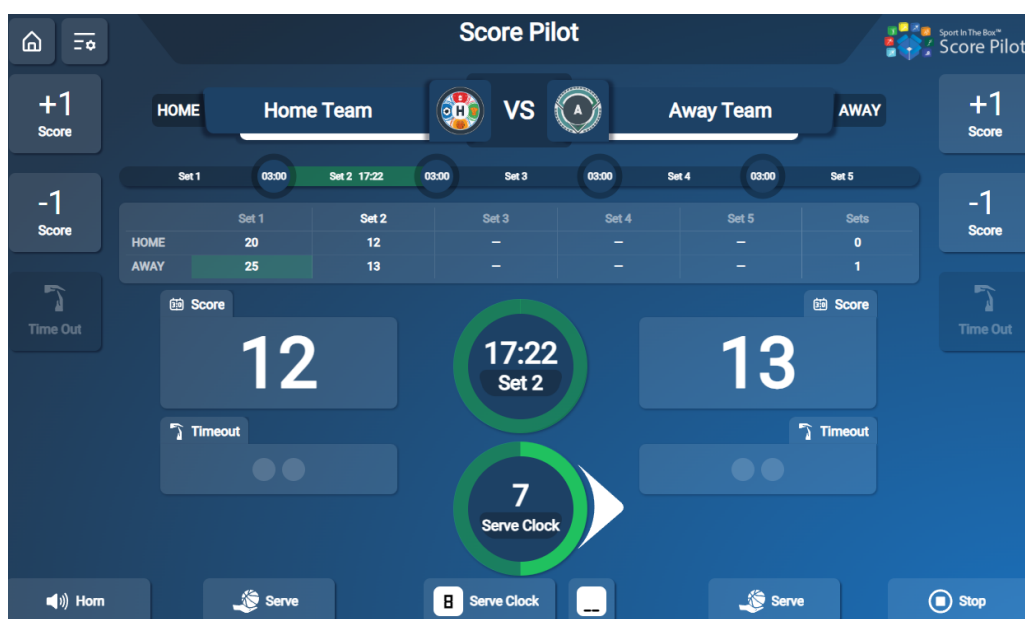 Score Pilot
Sport In The Box™
Score Pilot
+1
Score
HOME
Home Team
H
VS
A
Away Team
AWAY
+1
Score
Set 1 03:00 Set 2 17:22 03:00 Set 3 03:00 Set 4 03:00 Set 5
-1
Score
-1
Score
Set 1 Set 2 Set 3 Set 4 Set 5 Sets
HOME 20 12 – – – 0
AWAY 25 13 – – – 1
Time Out
Time Out
Score
12
17:22
Set 2
Score
13
Timeout
Timeout
7
Serve Clock
Horn
Serve
8 Serve Clock
__
Serve
Stop